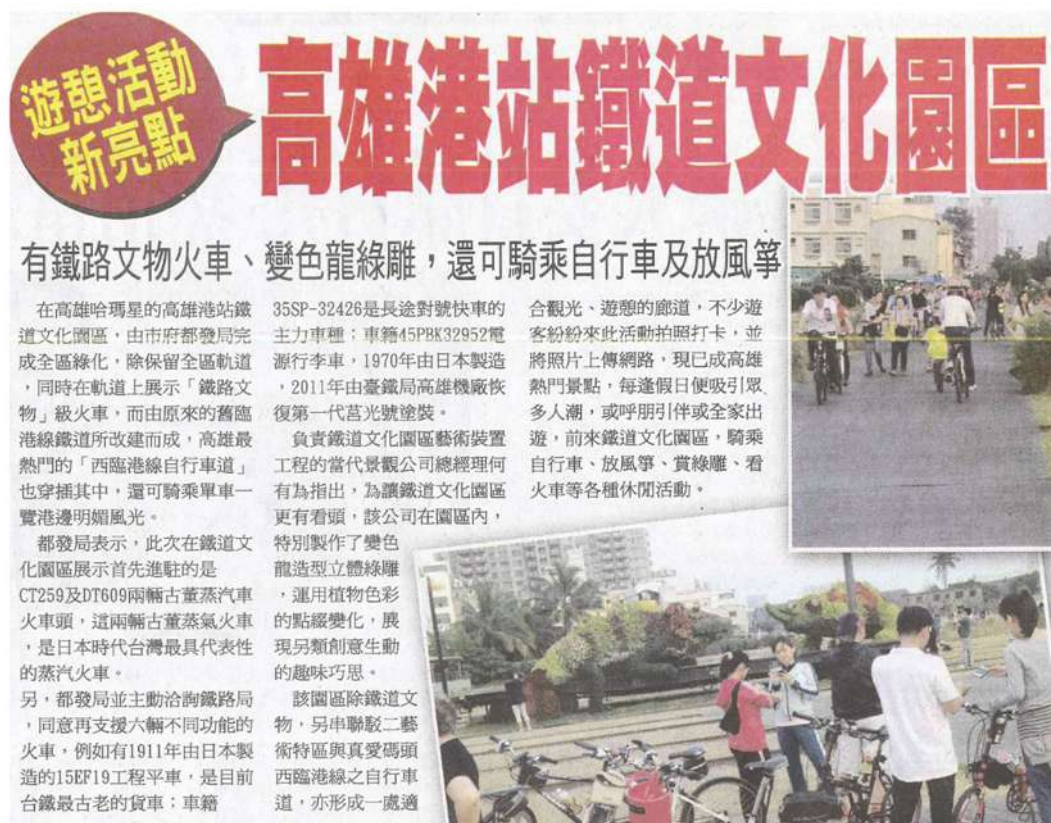 遊憩活動
新亮點
高雄港站鐵道文化園區
有鐵路文物火車、變色龍綠雕，還可騎乘自行車及放風箏
在高雄哈瑪星的高雄港站鐵
道文化園區，由市府都發局完
成全區綠化，除保留全區軌道
，同時在軌道上展示「鐵路文
物」級火車，而由原來的舊臨
港線鐵道所改建而成，高雄最
熱門的「西臨港線自行車道」
也穿插其中，還可騎乘單車一
覽港邊明媚風光。
都發局表示，此次在鐵道文
化園區展示首先進駐的是
CT259及DT609兩輛古董蒸汽車
火車頭，這兩輛古董蒸氣火車
，是日本時代台灣最具代表性
的蒸汽火車。
另，都發局並主動洽詢鐵路局
，同意再支援六輛不同功能的
火車，例如有1911年由日本製
造的15EF19工程平車，是目前
台鐵最古老的貨車；車籍
35SP-32426是長途對號快車的
主力車種；車籍45PBK32952電
源行李車，1970年由日本製造
，2011年由臺鐵局高雄機廠恢
復第一代莒光號塗裝。
負責鐵道文化園區藝術裝置
工程的當代景觀公司總經理何
有為指出，為讓鐵道文化園區
更有看頭，該公司在園區內，
特別製作了變色
龍造型立體綠雕
，運用植物色彩
的點綴變化，展
現另類創意生動
的趣味巧思。
該園區除鐵道文
物，另串聯駁二藝
術特區與真愛碼頭
西臨港線之自行車
道，亦形成一處適
合觀光、遊憩的廊道，不少遊
客紛紛來此活動拍照打卡，並
將照片上傳網路，現已成高雄
熱門景點，每逢假日便吸引眾
多人潮，或呼朋引伴或全家出
遊，前來鐵道文化園區，騎乘
自行車、放風箏、賞綠雕、看
火車等各種休閒活動。